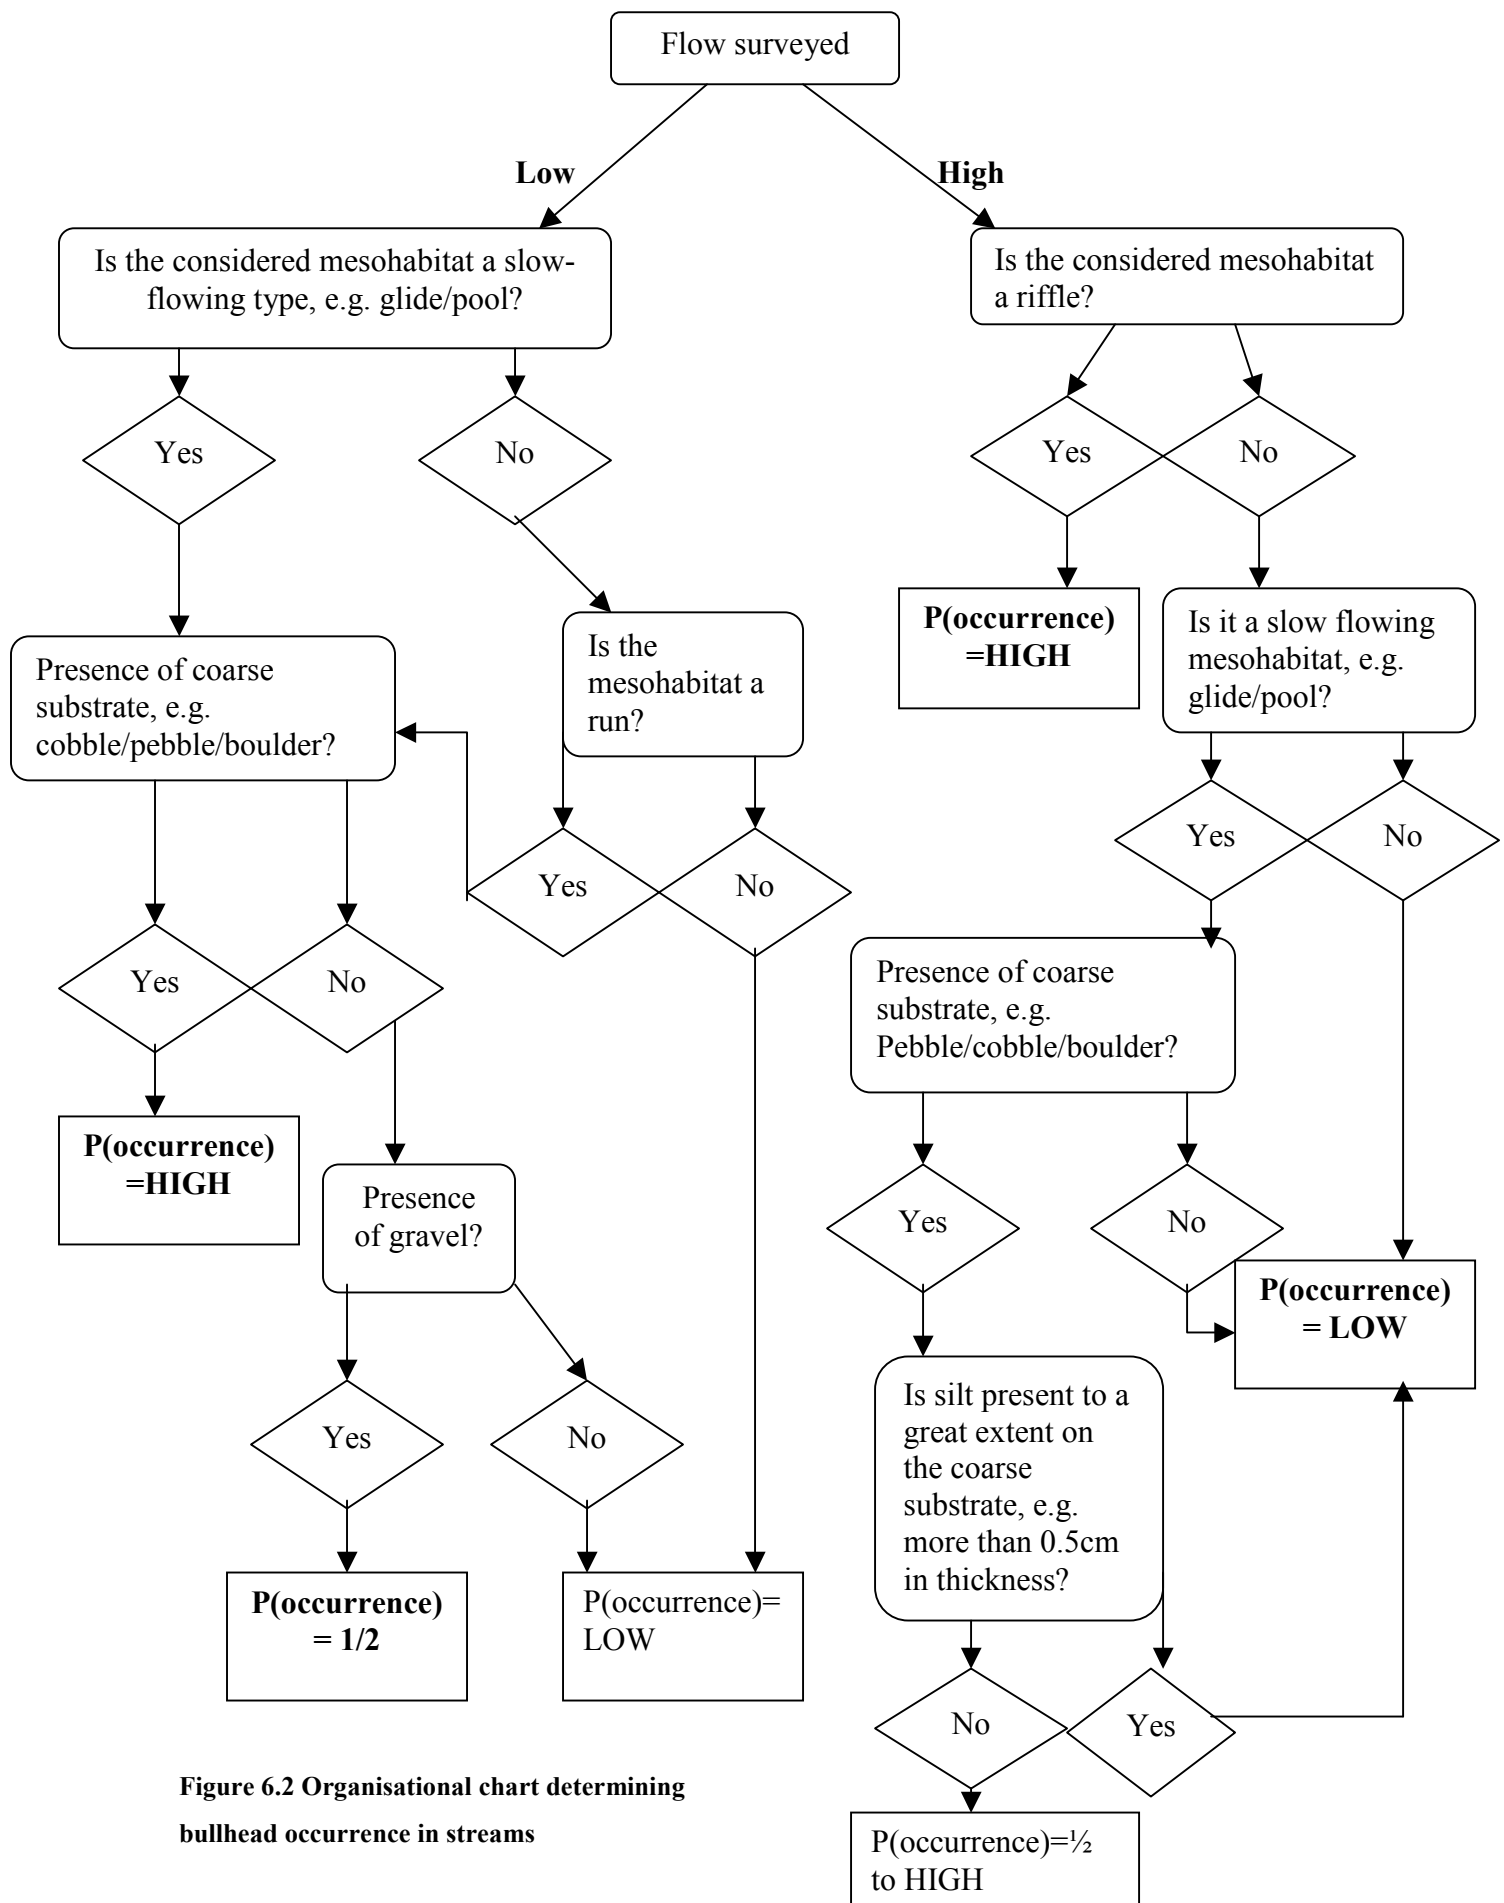 Flow surveyed
Low
High
Is the considered mesohabitat a slow-
flowing type, e.g. glide/pool?
Is the considered mesohabitat
a riffle?
Yes
No
Yes
No
P(occurrence)
=HIGH
Is it a slow flowing
mesohabitat, e.g.
glide/pool?
Is the
mesohabitat a
run?
Presence of coarse
substrate, e.g.
cobble/pebble/boulder?
Yes
No
Yes
No
Yes
No
Presence of coarse
substrate, e.g.
Pebble/cobble/boulder?
P(occurrence)
=HIGH
Presence
of gravel?
Yes
No
P(occurrence)
= LOW
Is silt present to a
great extent on
the coarse
substrate, e.g.
more than 0.5cm
in thickness?
Yes
No
P(occurrence)
= 1/2
P(occurrence)=
LOW
No
Yes
P(occurrence)=½
to HIGH
Figure 6.2 Organisational chart determining
bullhead occurrence in streams